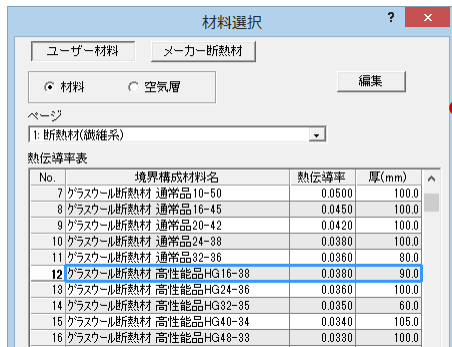 材料選択
? ×
ユーザー材料 メーカー断熱材
材料 空気層 編集
ページ
1: 断熱材(繊維系)
熱伝導率表
No. 境界構成材料名 熱伝導率 厚(mm)
7 グラスウール断熱材 通常品10-50 0.0500 100.0
8 グラスウール断熱材 通常品16-45 0.0450 100.0
9 グラスウール断熱材 通常品20-42 0.0420 100.0
10 グラスウール断熱材 通常品24-38 0.0380 100.0
11 グラスウール断熱材 通常品32-36 0.0360 80.0
12 グラスウール断熱材 高性能品HG16-38 0.0380 90.0
13 グラスウール断熱材 高性能品HG24-36 0.0360 100.0
14 グラスウール断熱材 高性能品HG32-35 0.0350 60.0
15 グラスウール断熱材 高性能品HG40-34 0.0340 105.0
16 グラスウール断熱材 高性能品HG48-33 0.0330 100.0